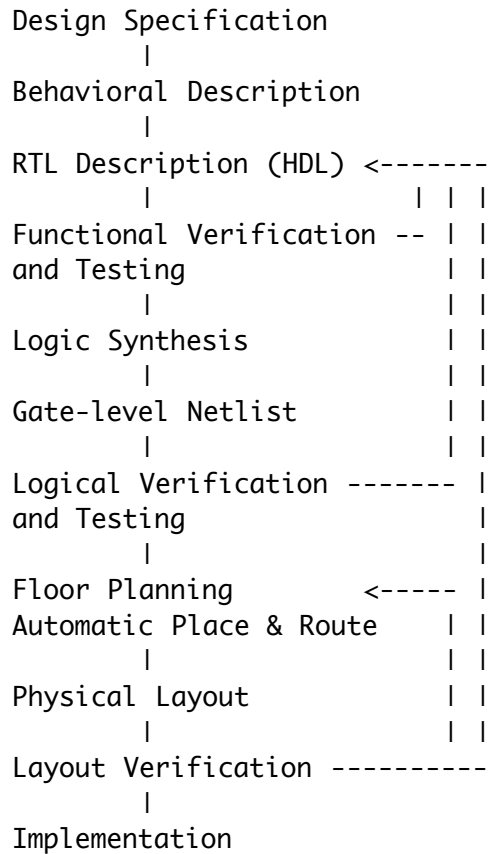 Design Specification
|
Behavioral Description
|
RTL Description (HDL) <-------
| | | |
Functional Verification -- | |
and Testing | |
| | |
Logic Synthesis | |
| | |
Gate-level Netlist | |
| | |
Logical Verification ------- |
and Testing |
| |
Floor Planning <----- |
Automatic Place & Route | |
| | |
Physical Layout | |
| | |
Layout Verification ----------
|
Implementation